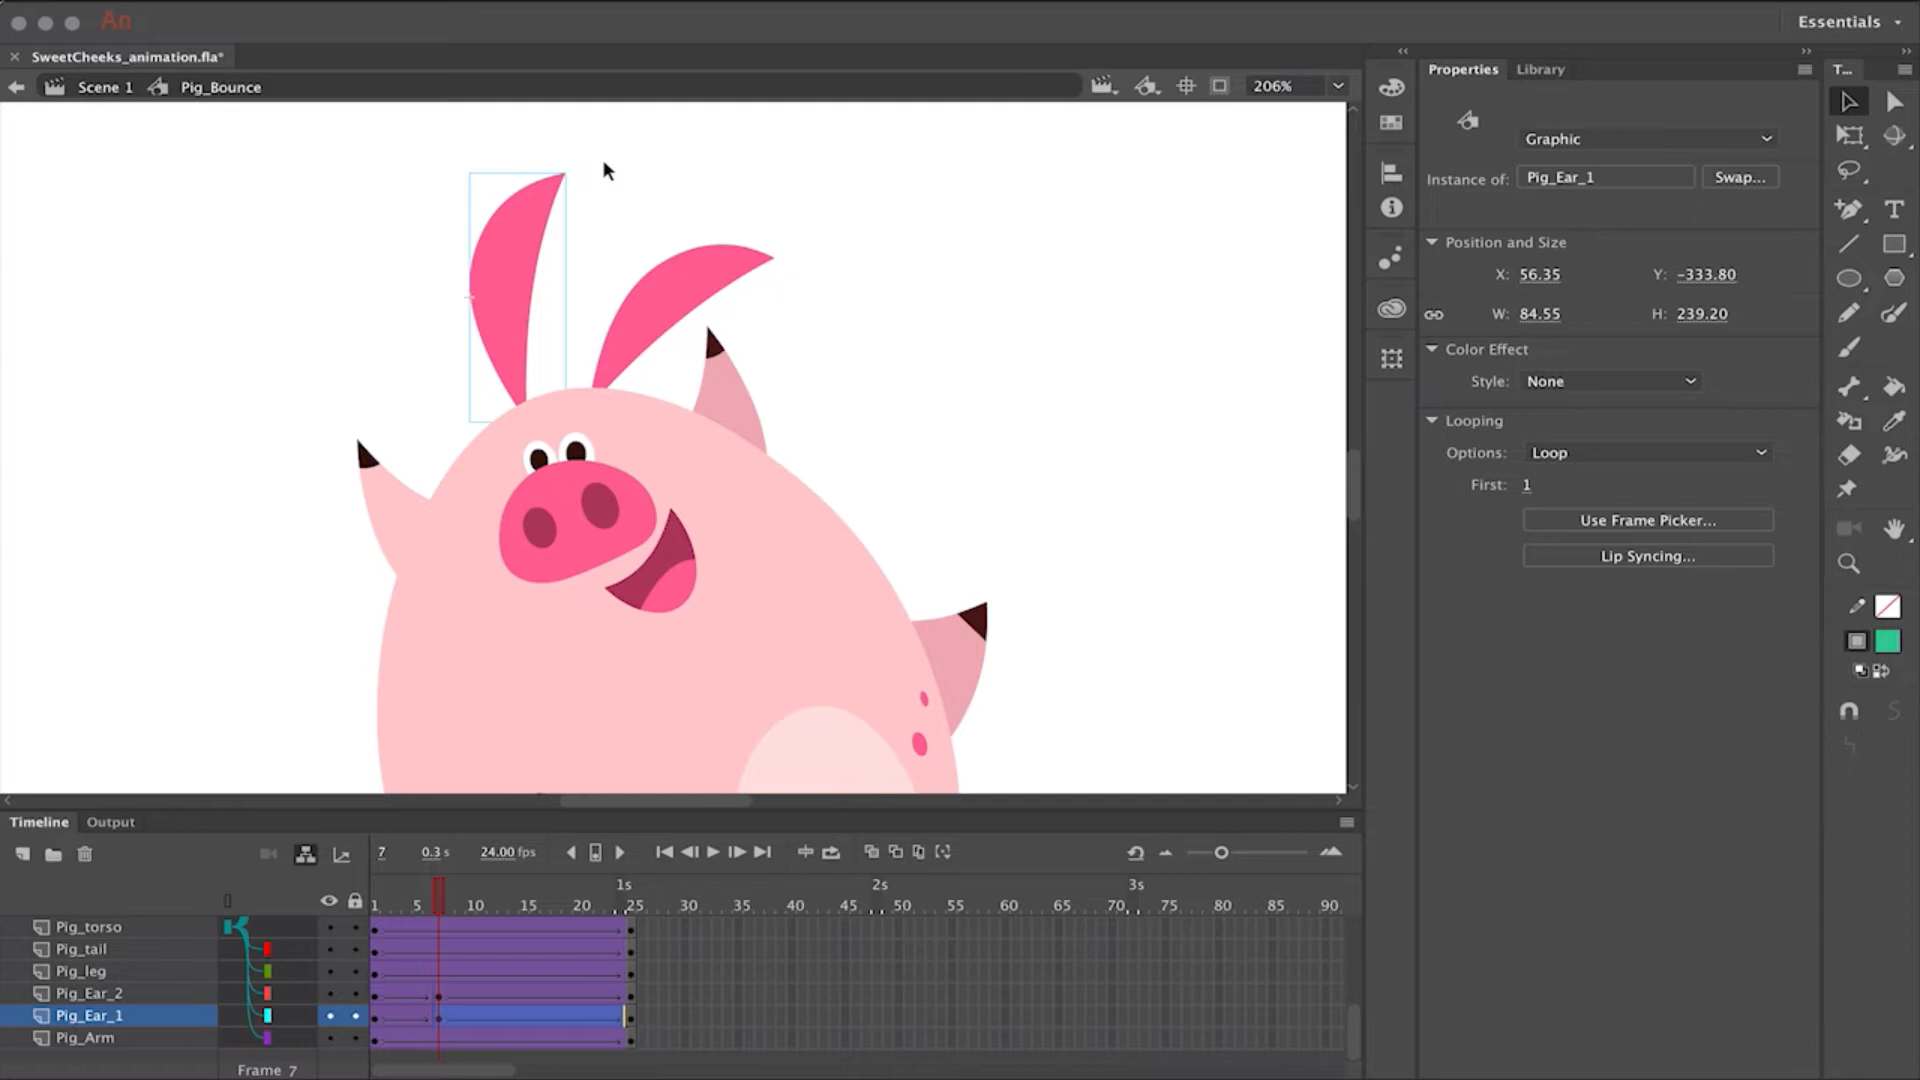 An
Essentials
SweetCheeks_animation.fla*
Scene 1 Pig_Bounce 206%
Properties Library T...
Graphic
Instance of: Pig_Ear_1 Swap...
Position and Size
X: 56.35 Y: -333.80
W: 84.55 H: 239.20
Color Effect
Style: None
Looping
Options: Loop
First: 1
Use Frame Picker...
Lip Syncing...
Timeline Output
7 0.3 s 24.00 fps
1s 2s 3s
1 5 10 15 20 25 30 35 40 45 50 55 60 65 70 75 80 85 90
Pig_torso
Pig_tail
Pig_leg
Pig_Ear_2
Pig_Ear_1
Pig_Arm
Frame 7